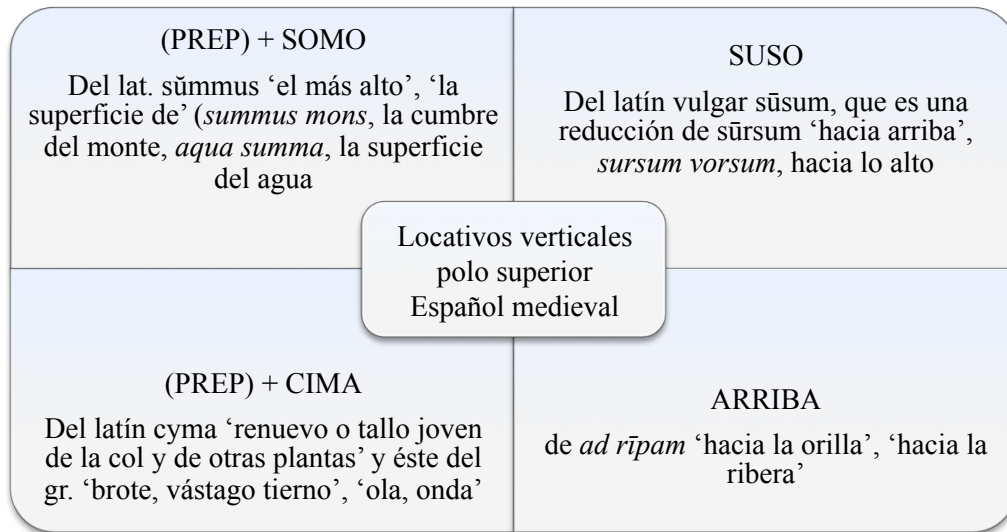 (PREP) + SOMO
Del lat. sŭmmus ‘el más alto’, ‘la
superficie de’ (summus mons, la cumbre
del monte, aqua summa, la superficie
del agua
SUSO
Del latín vulgar sūsum, que es una
reducción de sūrsum ‘hacia arriba’,
sursum vorsum, hacia lo alto
Locativos verticales
polo superior
Español medieval
(PREP) + CIMA
Del latín cyma ‘renuevo o tallo joven
de la col y de otras plantas’ y éste del
gr. ‘brote, vástago tierno’, ‘ola, onda’
ARRIBA
de ad rīpam ‘hacia la orilla’, ‘hacia la
ribera’